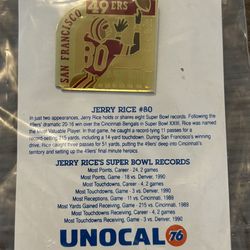 49ERS
SAN FRANCISCO
80
JERRY RICE #80
In just two appearances, Jerry Rice holds or shares eight Super Bowl records. Following the
49ers' dramatic 20-16 win over the Cincinnati Bengals in Super Bowl XXIII, Rice was named
the Most Valuable Player. In that game, he caught a record-tying 11 passes for a
record-setting 215 yards, including a 14 yard touchdown. During San Francisco's winning
drive, Rice caught three passes for 51 yards, putting the ball on the Cincinnati 10 and
setting up the 49ers' final minute heroics.
JERRY RICE'S SUPER BOWL RECORDS
Most Points, Career - 24, 2 games
Most Points, Game - 18 vs. Denver, 1990
Most Touchdowns, Career - 4, 2 games
Most Touchdowns, Game - 3 vs. Denver, 1990
Most Receptions, Game - 11 vs. Cincinnati, 1989
Most Yards Gained Receiving, Game - 215 vs. Cincinnati, 1989
Most Touchdowns Receiving, Career - 4, 2 games
Most Touchdowns Receiving, Game - 3 vs. Denver, 1990
UNOCAL 76